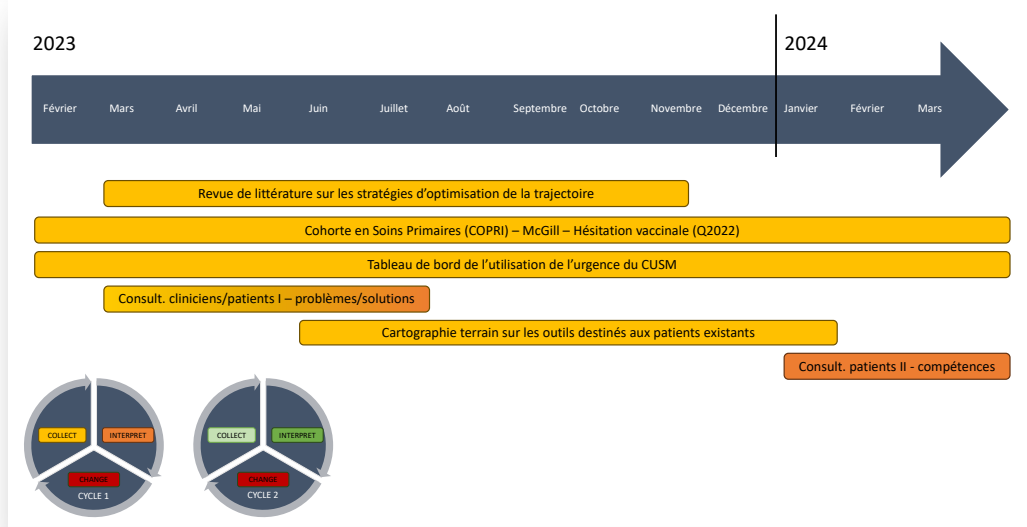 2023
2024
Février Mars Avril Mai Juin Juillet Août Septembre Octobre Novembre Décembre Janvier Février Mars
Revue de littérature sur les stratégies d'optimisation de la trajectoire
Cohorte en Soins Primaires (COPRI) – McGill – Hésitation vaccinale (Q2022)
Tableau de bord de l'utilisation de l'urgence du CUSM
Consult. cliniciens/patients I – problèmes/solutions
Cartographie terrain sur les outils destinés aux patients existants
Consult. patients II - compétences
COLLECT
INTERPRET
CHANGE
CYCLE 1
COLLECT
INTERPRET
CHANGE
CYCLE 2